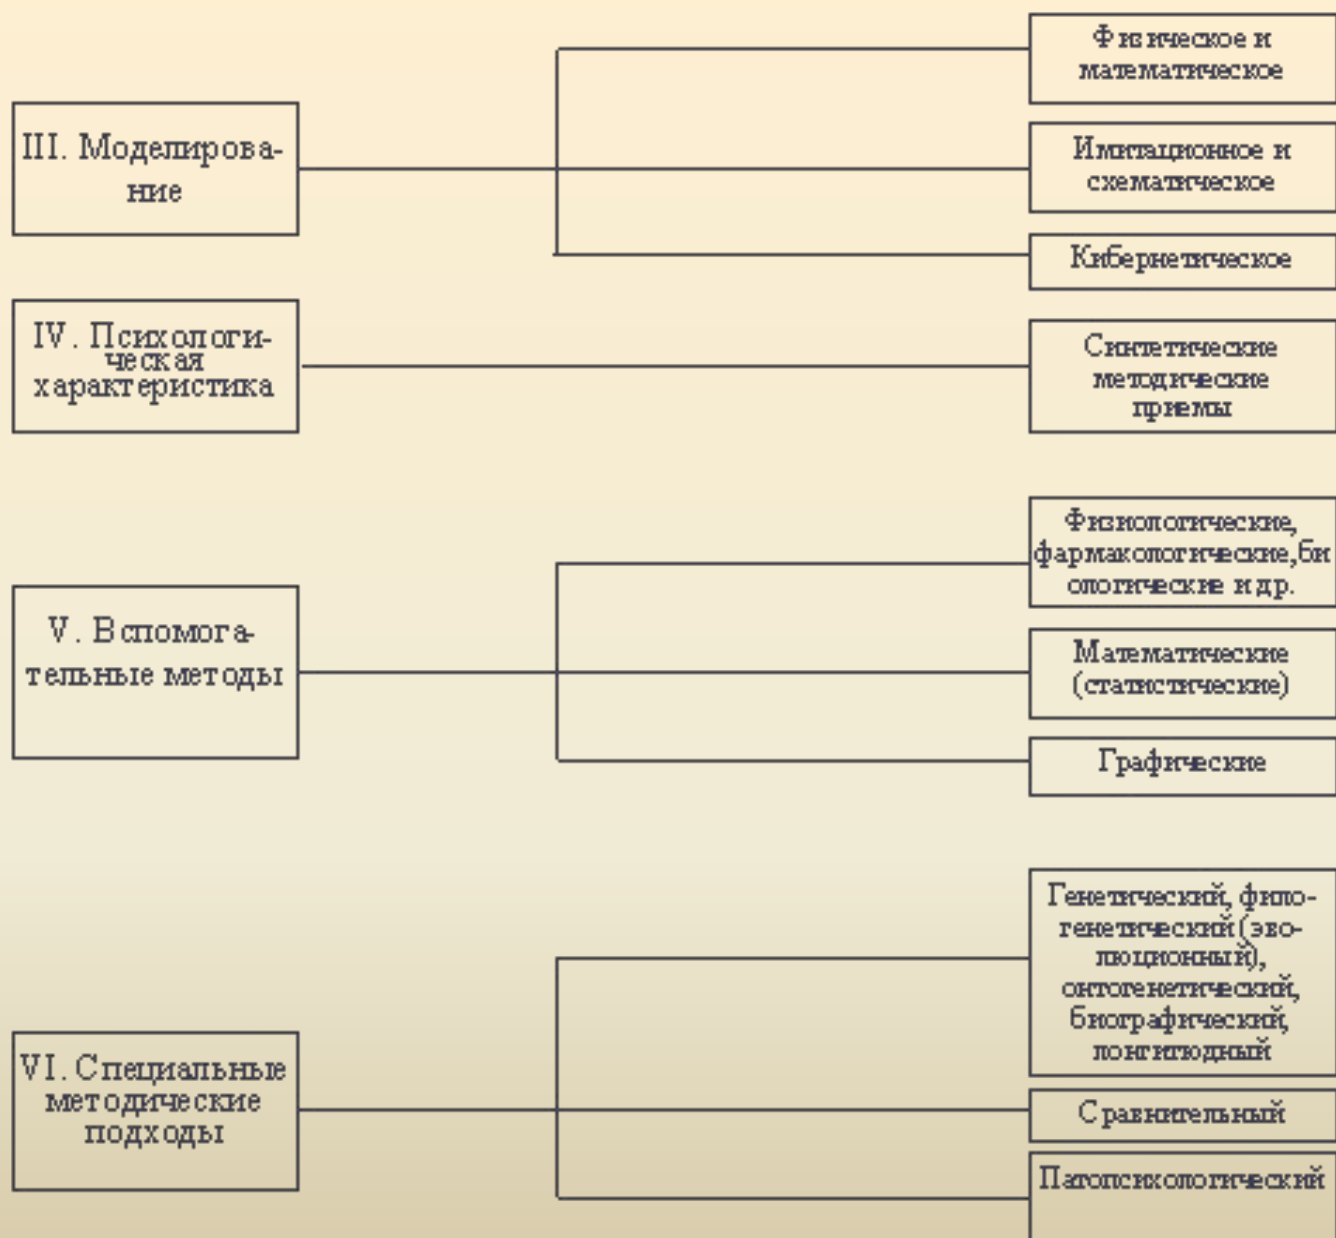 Физическое и
математическое
III. Моделирова-
ние
Имитационное и
схематическое
Кибернетическое
IV. Психологи-
ческая
характеристика
Синтетические
методические
приемы
Физиологические,
фармакологические,би
ологические и др.
V. Вспомога-
тельные методы
Математические
(статистические)
Графические
Генетический, фило-
генетический(эво-
люционный),
онтогенетический,
биографический,
лонгитюдный
VI. Специальные
методические
подходы
Сравнительный
Патопсихологический